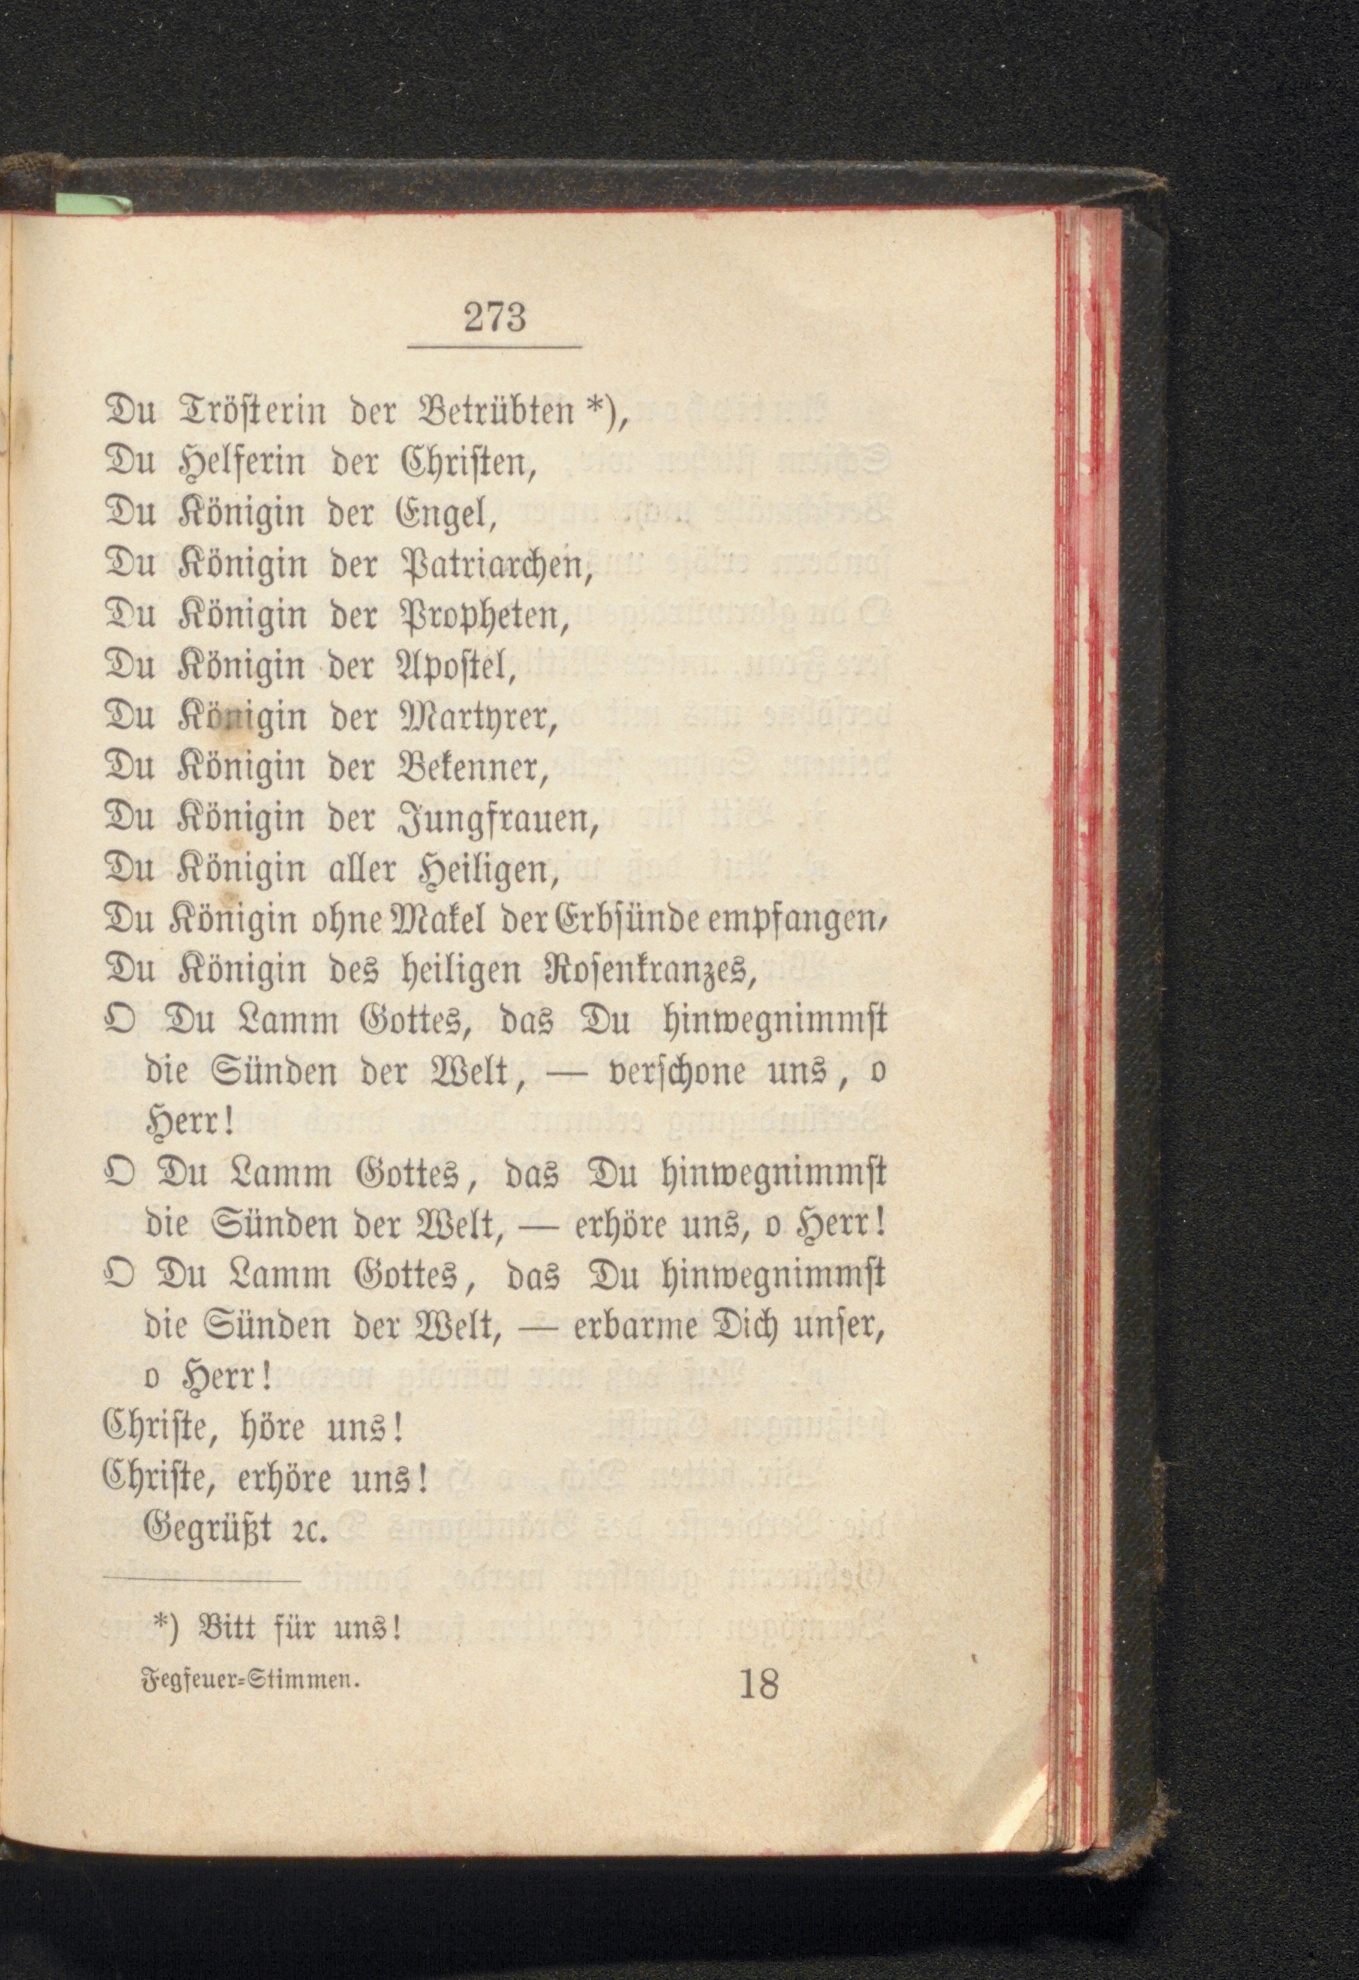 273
Du Tröſterin der Betrübten *),
Du Helferin der Chriſten,
Du Königin der Engel,
Du Königin der Patriarchen,
Du Königin der Propheten,
Du Königin der Apoſtel,
Du Königin der Martyrer,
Du Königin der Bekenner,
Du Königin der Jungfrauen,
Du Königin aller Heiligen,
Du Königin ohne Makel der Erbſünde empfangen,
Du Königin des heiligen Roſenkranzes,
O Du Lamm Gottes, das Du hinwegnimmſt
die Sünden der Welt, — verſchone uns, o
Herr!
O Du Lamm Gottes, das Du hinwegnimmſt
die Sünden der Welt, — erhöre uns, o Herr!
O Du Lamm Gottes, das Du hinwegnimmſt
die Sünden der Welt, — erbarme Dich unſer,
o Herr!
Chriſte, höre uns!
Chriſte, erhöre uns!
Gegrüßt ꝛc.
*) Bitt für uns!
Fegfeuer-Stimmen. 18